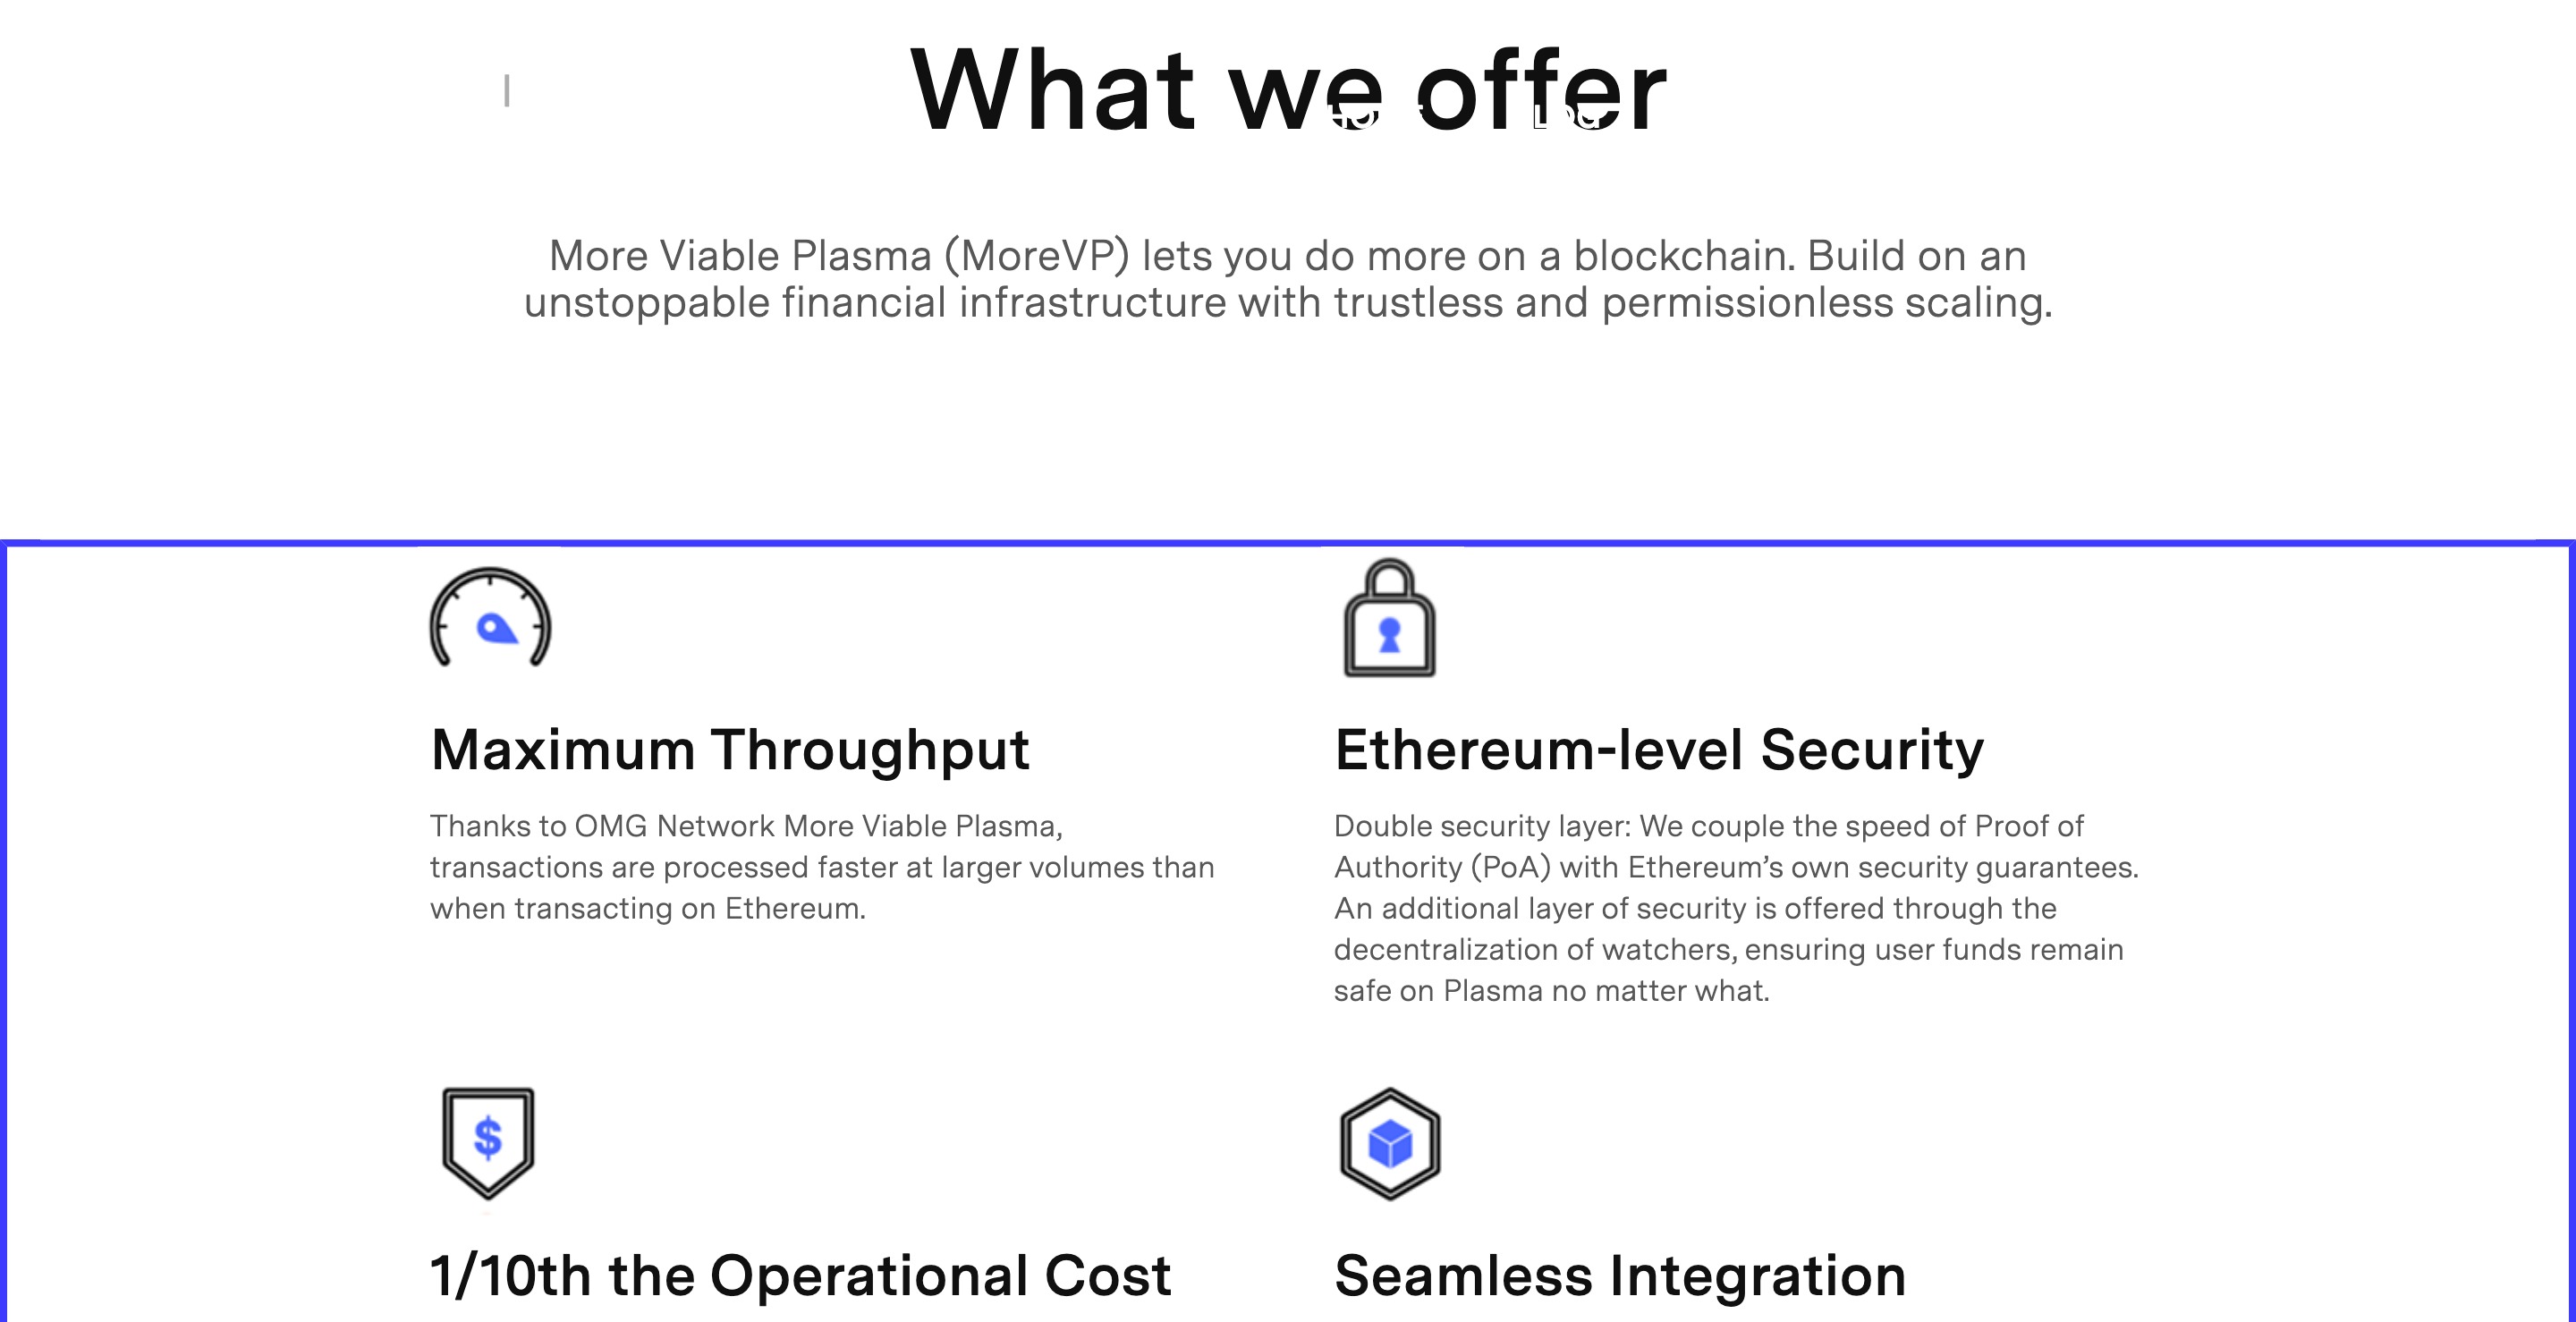 What we offer
More Viable Plasma (MoreVP) lets you do more on a blockchain. Build on an
unstoppable financial infrastructure with trustless and permissionless scaling.
Maximum Throughput
Thanks to OMG Network More Viable Plasma,
transactions are processed faster at larger volumes than
when transacting on Ethereum.
Ethereum-level Security
Double security layer: We couple the speed of Proof of
Authority (PoA) with Ethereum’s own security guarantees.
An additional layer of security is offered through the
decentralization of watchers, ensuring user funds remain
safe on Plasma no matter what.
$
1/10th the Operational Cost
Seamless Integration